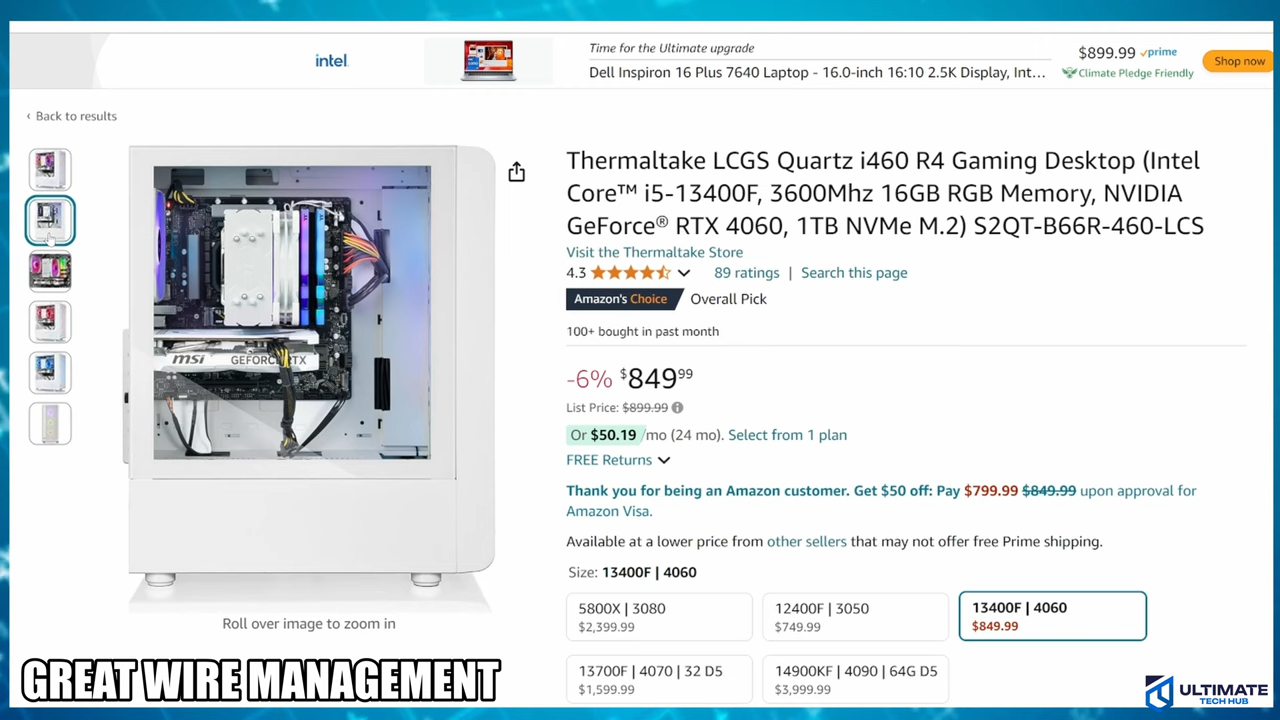 intel.
Time for the Ultimate upgrade
Dell Inspiron 16 Plus 7640 Laptop - 16.0-inch 16:10 2.5K Display, Int...
$899.99 prime
Climate Pledge Friendly
Shop now
‹ Back to results
Thermaltake LCGS Quartz i460 R4 Gaming Desktop (Intel
Core™ i5-13400F, 3600Mhz 16GB RGB Memory, NVIDIA
GeForce® RTX 4060, 1TB NVMe M.2) S2QT-B66R-460-LCS
Visit the Thermaltake Store
4.3 89 ratings | Search this page
Amazon's Choice Overall Pick
100+ bought in past month
-6% $849⁹⁹
List Price: $899.99
Or $50.19 /mo (24 mo). Select from 1 plan
FREE Returns
Thank you for being an Amazon customer. Get $50 off: Pay $799.99 $849.99 upon approval for
Amazon Visa.
Available at a lower price from other sellers that may not offer free Prime shipping.
Size: 13400F | 4060
5800X | 3080
$2,399.99
12400F | 3050
$749.99
13400F | 4060
$849.99
13700F | 4070 | 32 D5
$1,599.99
14900KF | 4090 | 64G D5
$3,999.99
msi GEFORCE RTX
Roll over image to zoom in
GREAT WIRE MANAGEMENT
ULTIMATE
TECH HUB